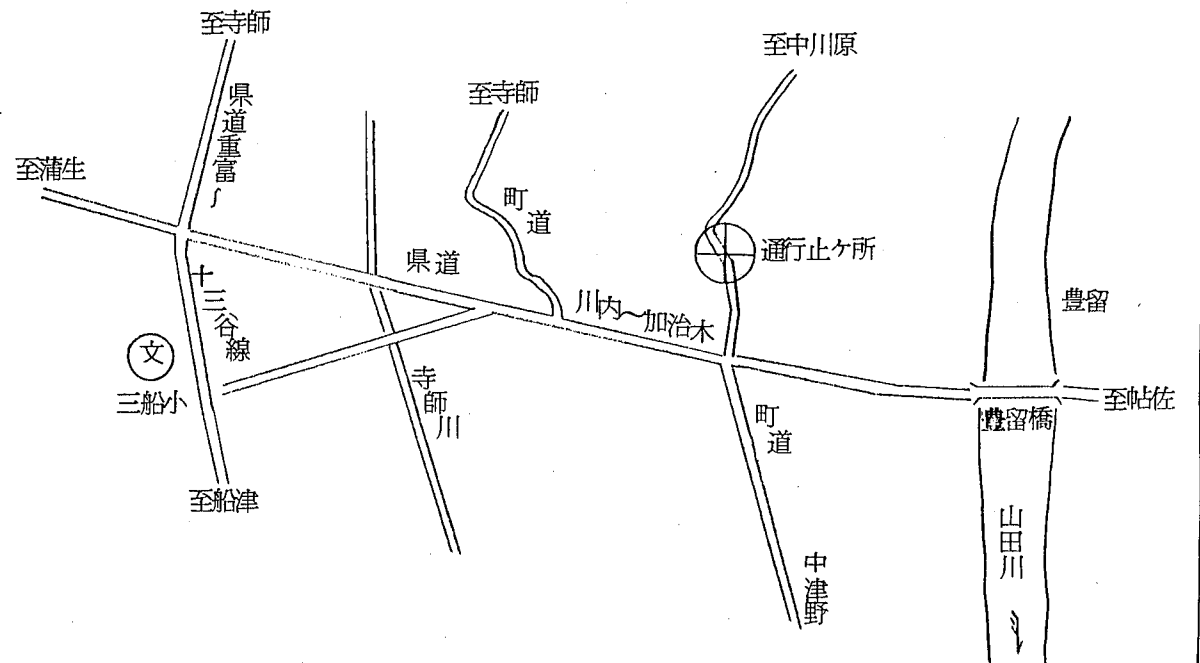 至寺師
県道重富〜
十三谷線
至蒲生
文
三船小
至船津
至寺師
町道
県道
川内〜加治木
寺師川
至中川原
通行止ケ所
町道
中津野
豊留
至帖佐
豊留橋
山田川